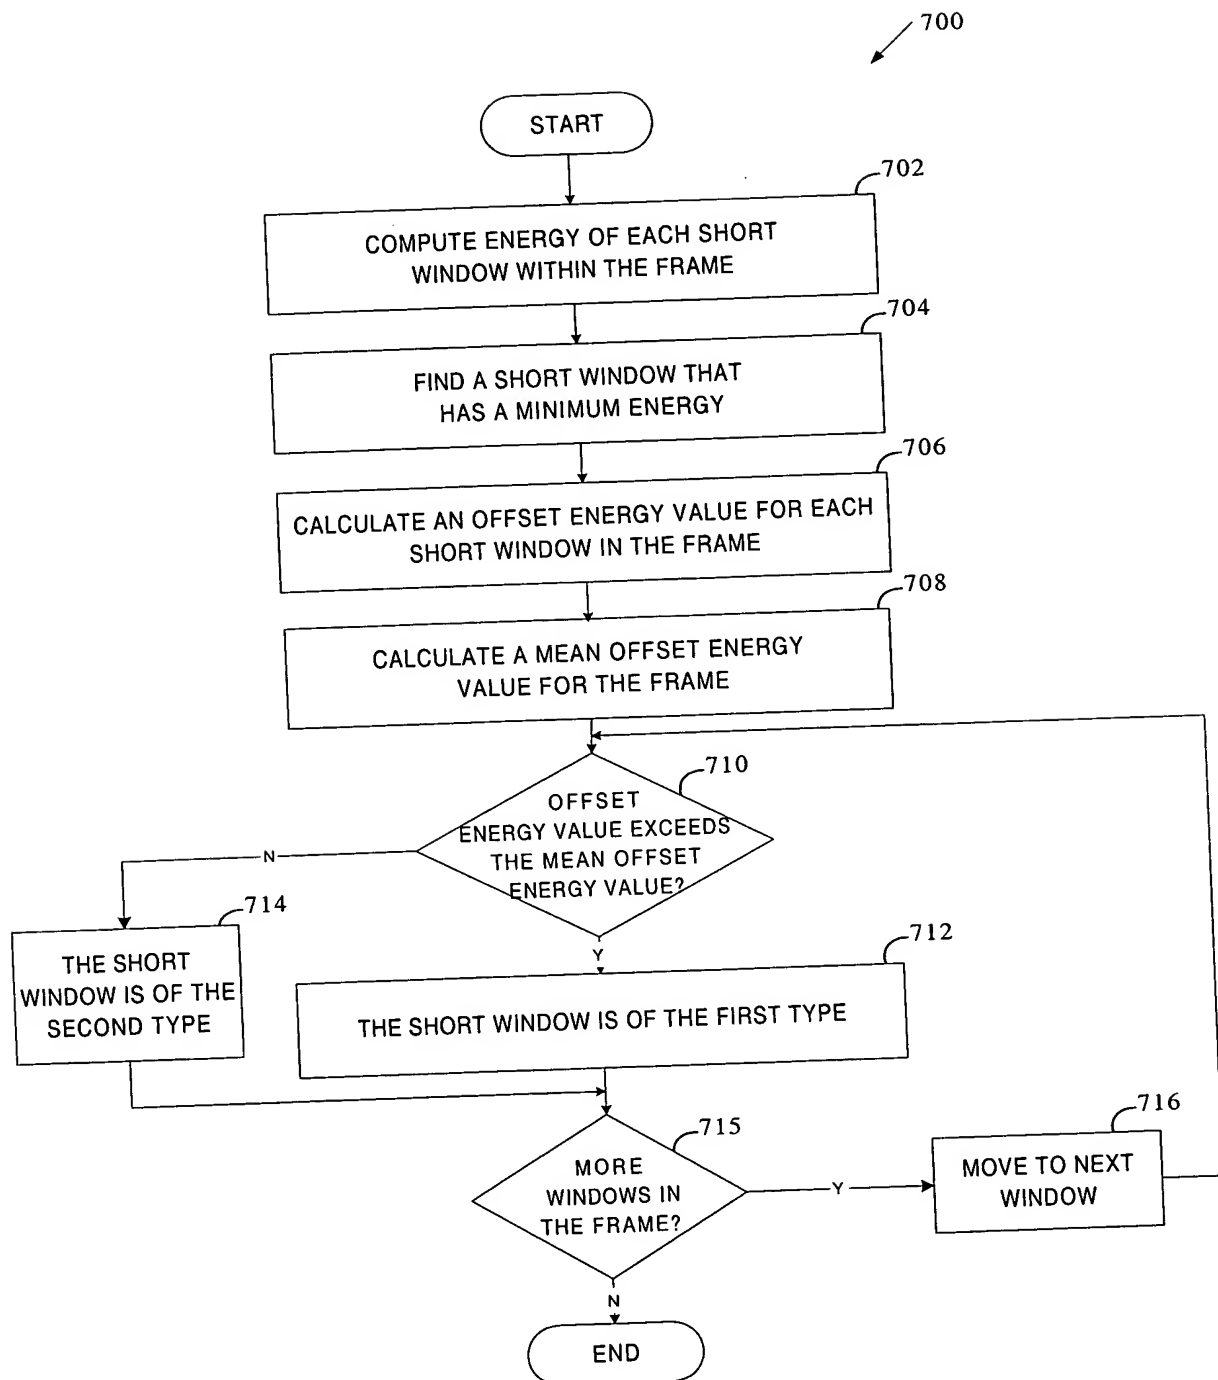 700
START
702
COMPUTE ENERGY OF EACH SHORT
WINDOW WITHIN THE FRAME
704
FIND A SHORT WINDOW THAT
HAS A MINIMUM ENERGY
706
CALCULATE AN OFFSET ENERGY VALUE FOR EACH
SHORT WINDOW IN THE FRAME
708
CALCULATE A MEAN OFFSET ENERGY
VALUE FOR THE FRAME
710
OFFSET
ENERGY VALUE EXCEEDS
THE MEAN OFFSET
ENERGY VALUE?
N
Y
714
THE SHORT
WINDOW IS OF THE
SECOND TYPE
712
THE SHORT WINDOW IS OF THE FIRST TYPE
715
MORE
WINDOWS IN
THE FRAME?
Y
716
MOVE TO NEXT
WINDOW
N
END